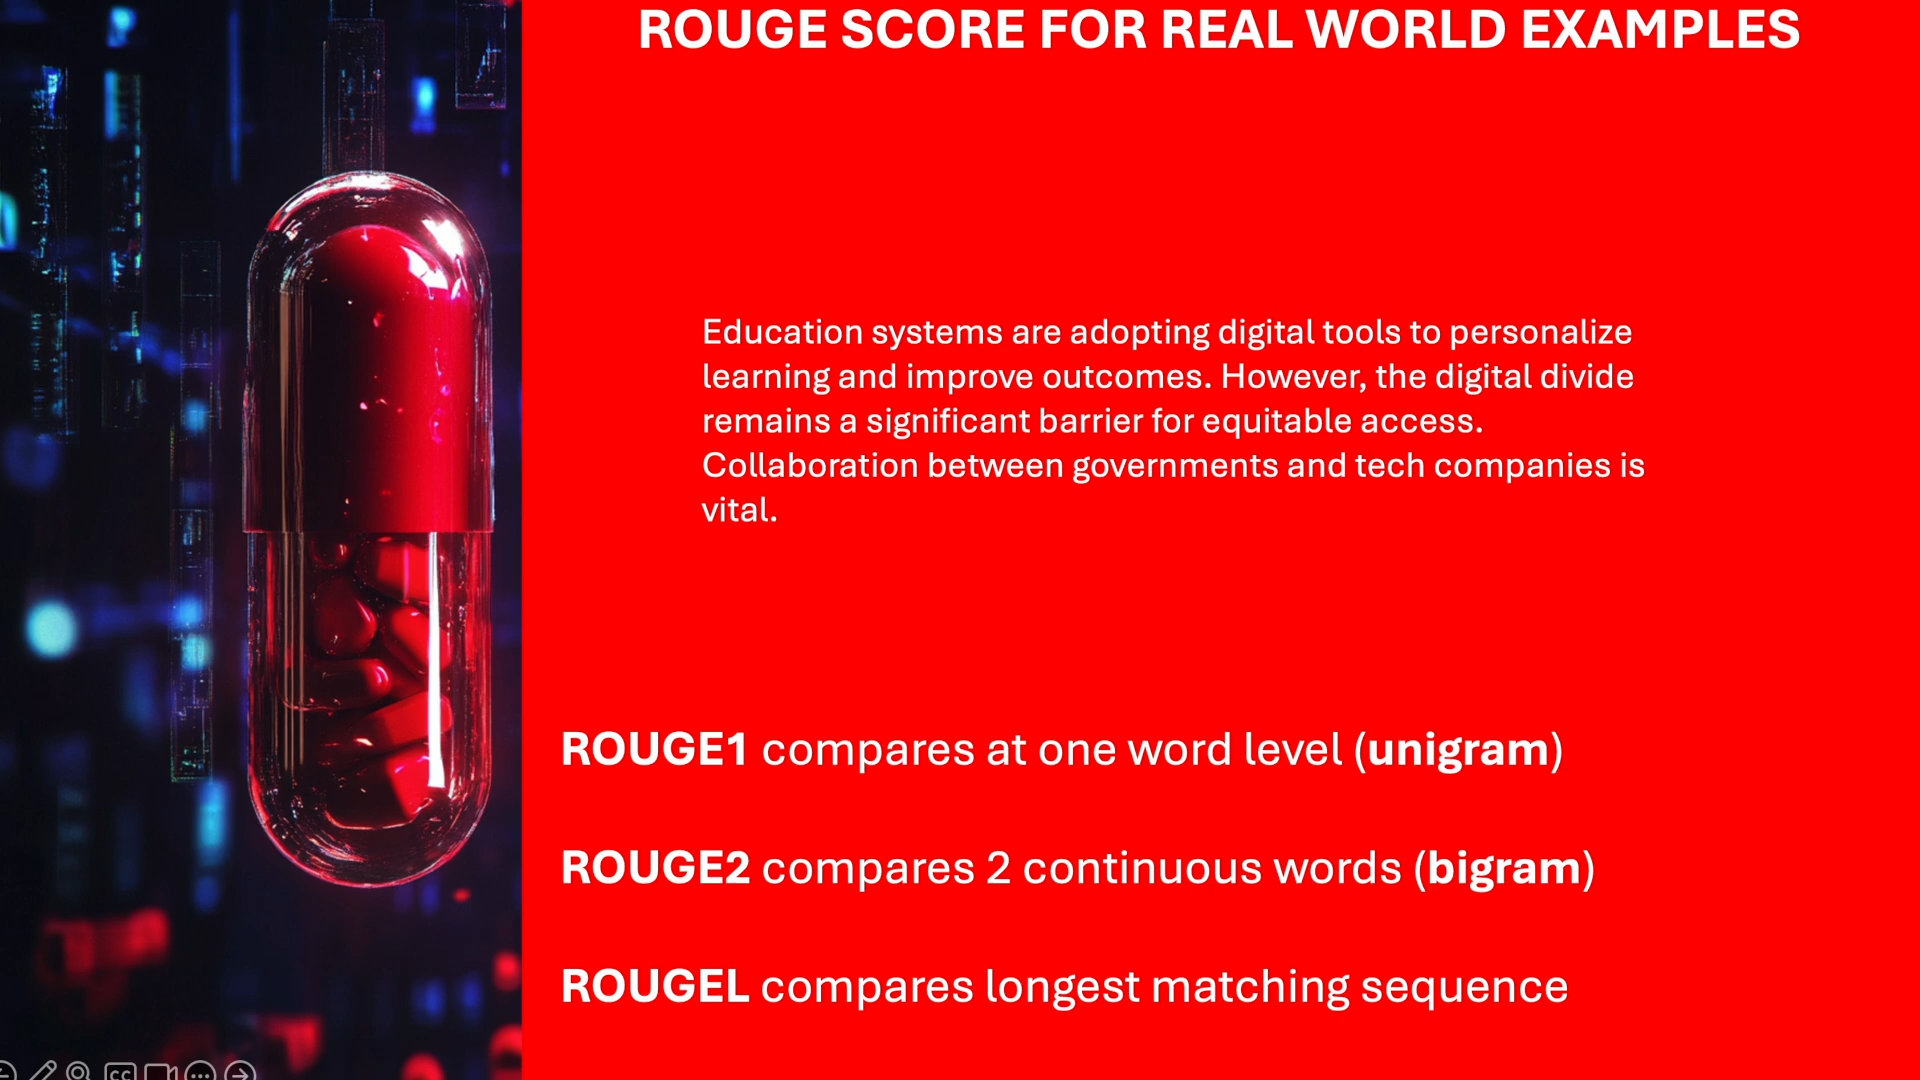 ROUGE SCORE FOR REAL WORLD EXAMPLES
Education systems are adopting digital tools to personalize
learning and improve outcomes. However, the digital divide
remains a significant barrier for equitable access.
Collaboration between governments and tech companies is
vital.
ROUGE1 compares at one word level (unigram)
ROUGE2 compares 2 continuous words (bigram)
ROUGEL compares longest matching sequence
CC